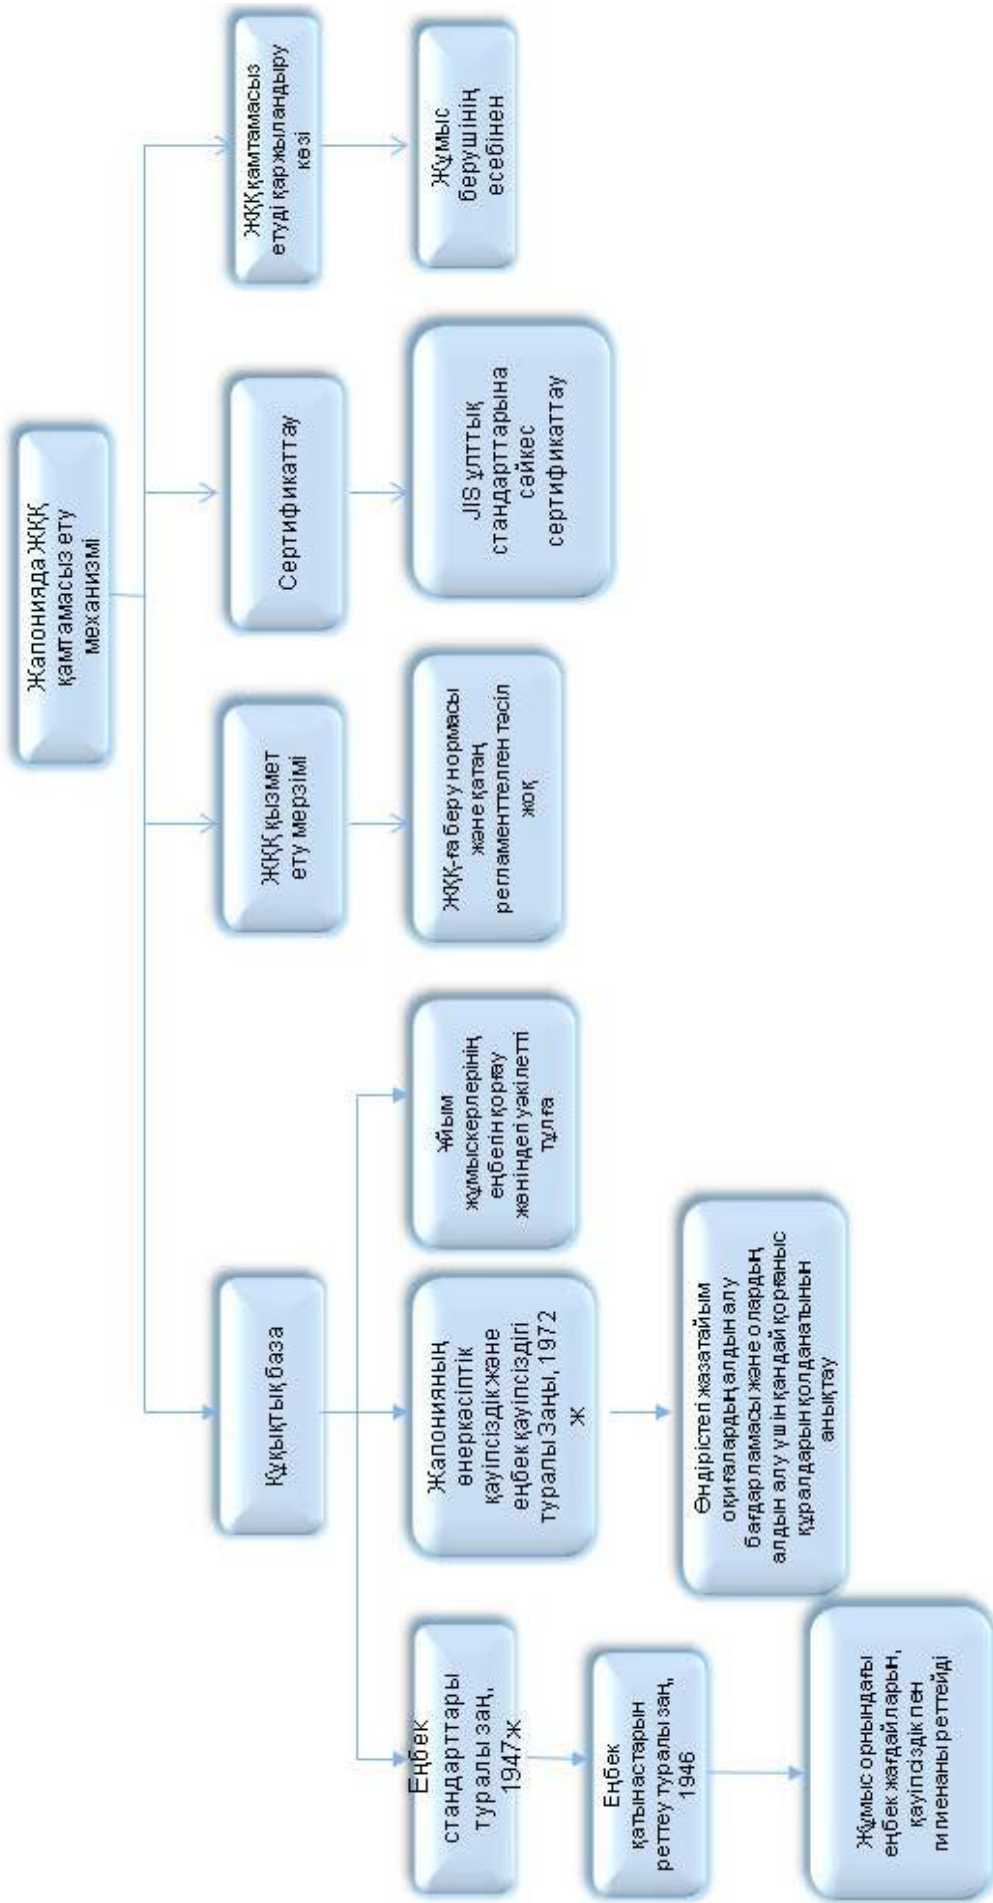 Жапонияда ЖҚҚ
қамтамасыз ету
механизмі
Құқықтық база
ЖҚҚ қызмет
ету мерзімі
Сертификаттау
ЖҚҚ қамтамасыз
етуді қаржыландыру
көзі
Еңбек
стандарттары
туралы заң,
1947ж
Жапонияның
өнеркәсіптік
қауіпсіздік және
еңбек қауіпсіздігі
туралы Заңы, 1972
ж
Ұйым
жұмыскерлерінің
еңбегін қорғау
жөніндегі уәкілетті
тұлға
ЖҚҚ-ға беру нормасы
және қатаң
регламенттелген тәсіл
жоқ
JIS ұлттық
стандарттарына
сәйкес
сертификаттау
Жұмыс
берушінің
есебінен
Еңбек
қатынастарын
реттеу туралы заң,
1946
Өндірістегі жазатайым
оқиғалардың алдын алу
бағдарламасы және олардың
алдын алу үшін қандай қорғаныс
құралдарын қолданатынын
анықтау
Жұмыс орнындағы
еңбек жағдайларын,
қауіпсіздік пен
гигиенаны реттейді